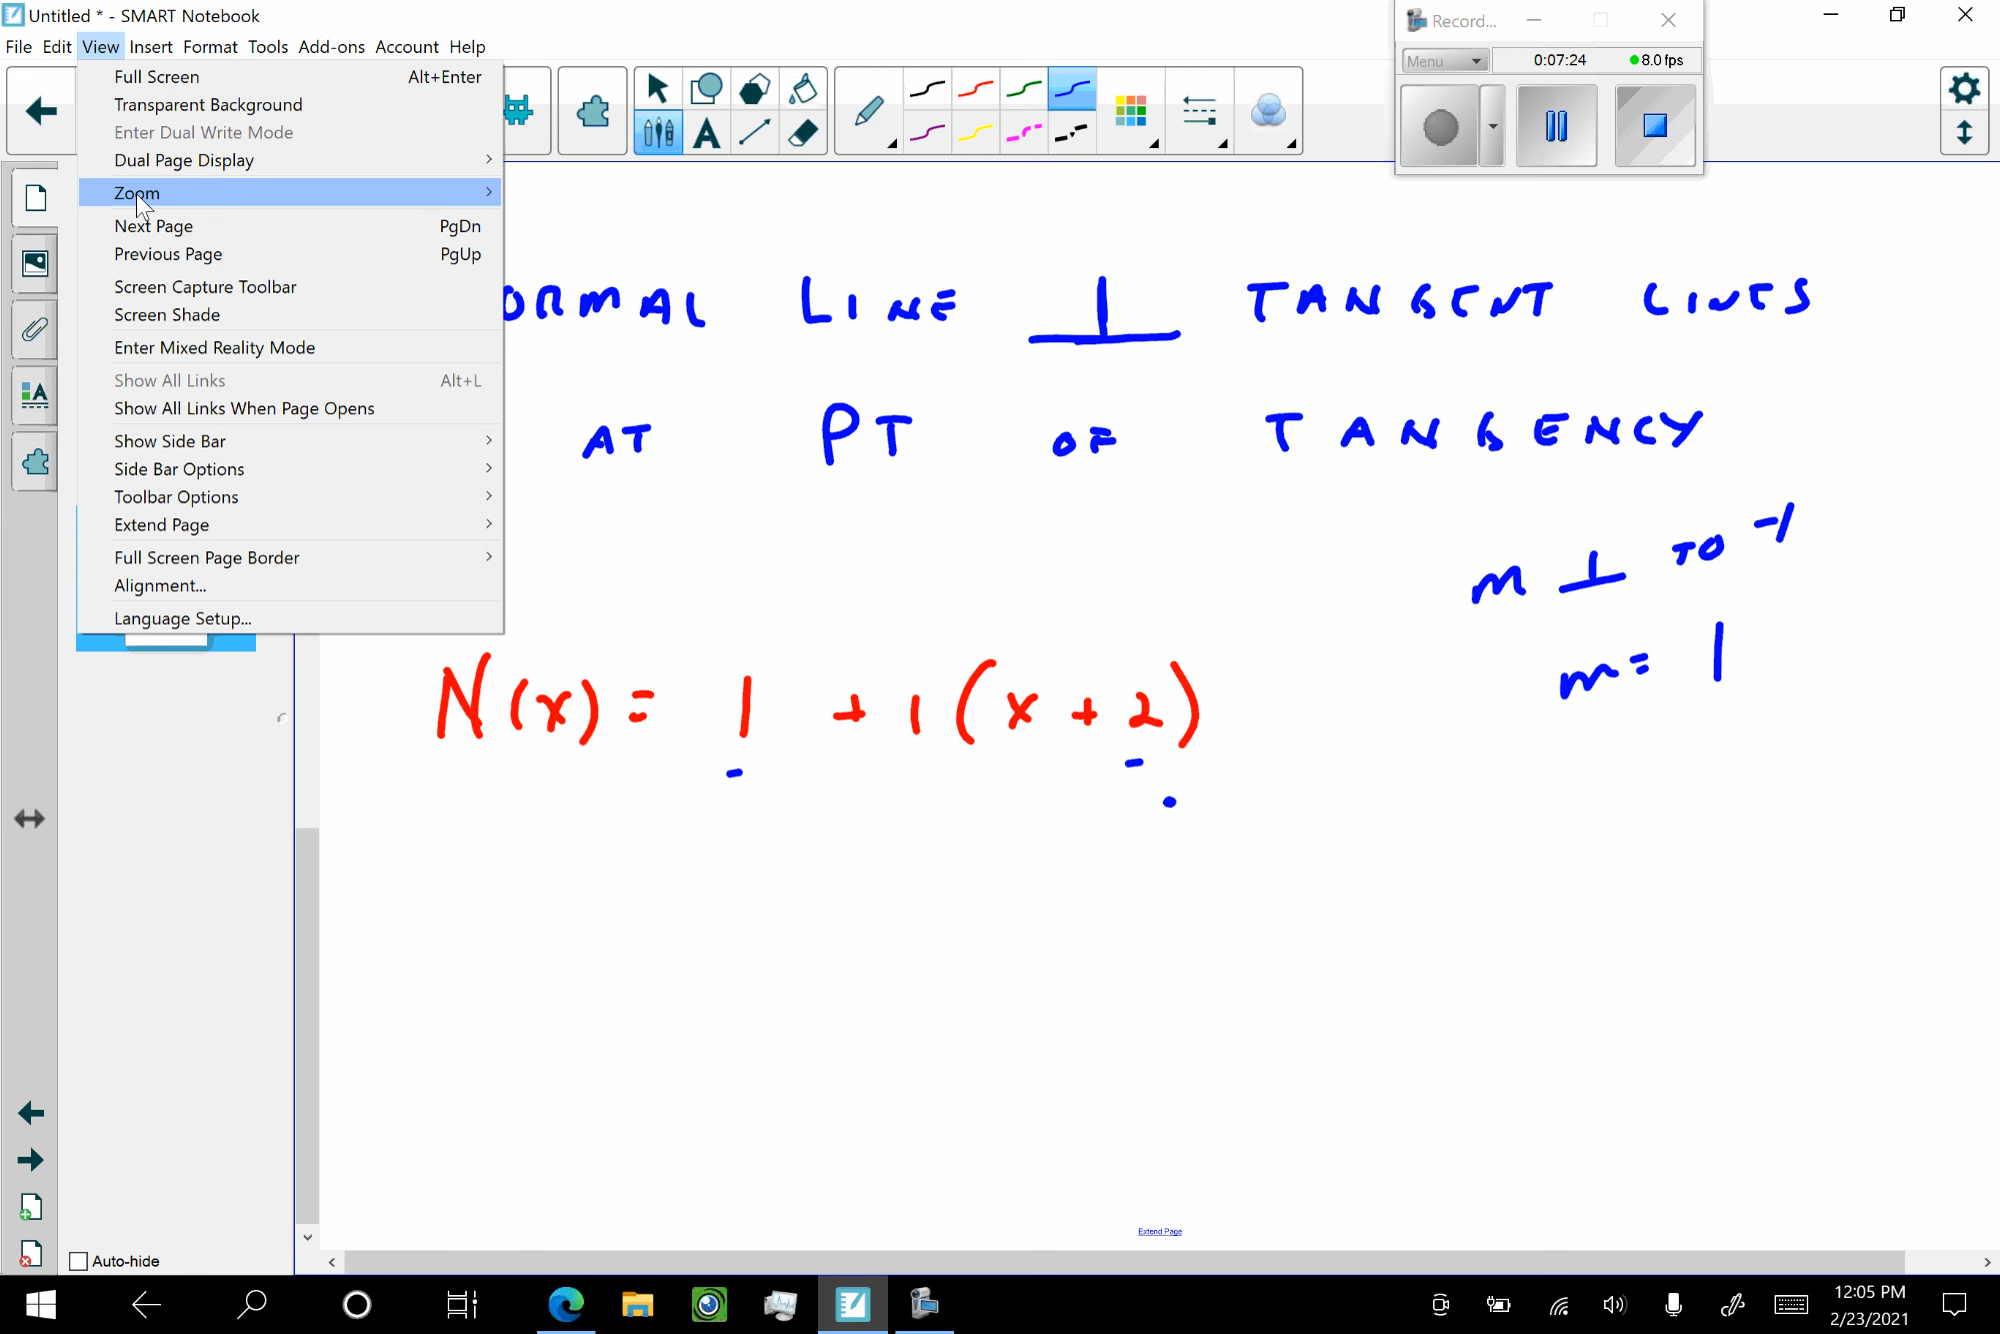 Untitled * - SMART Notebook
File Edit View Insert Format Tools Add-ons Account Help
Record...
Menu 0:07:24 8.0 fps
Full Screen Alt+Enter
Transparent Background
Enter Dual Write Mode
Dual Page Display
Zoom
Next Page PgDn
Previous Page PgUp
Screen Capture Toolbar
Screen Shade
Enter Mixed Reality Mode
Show All Links Alt+L
Show All Links When Page Opens
Show Side Bar
Side Bar Options
Toolbar Options
Extend Page
Full Screen Page Border
Alignment...
Language Setup...
ORMAL LINE ⊥ TANGENT LINES
AT PT OF TANGENCY
m ⊥ TO -1
m = 1
N(x) = 1 + 1(x + 2)
Extend Page
Auto-hide
12:05 PM
2/23/2021